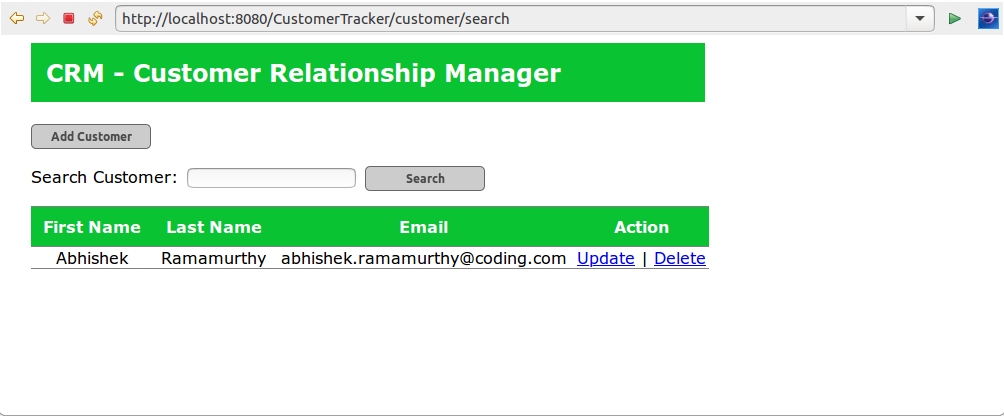 http://localhost:8080/CustomerTracker/customer/search
CRM - Customer Relationship Manager
Add Customer
Search Customer: Search
First Name Last Name Email Action
Abhishek Ramamurthy abhishek.ramamurthy@coding.com Update | Delete